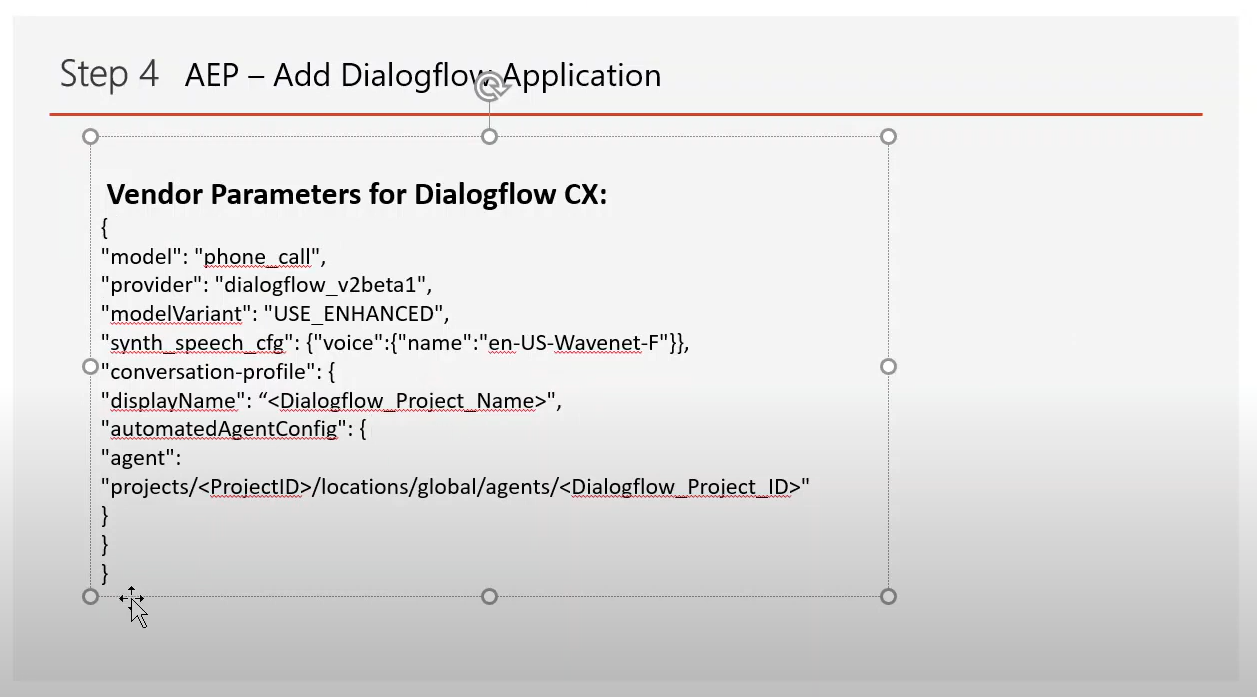 Step 4 AEP – Add Dialogflow Application
Vendor Parameters for Dialogflow CX:
{
"model": "phone_call",
"provider": "dialogflow_v2beta1",
"modelVariant": "USE_ENHANCED",
"synth_speech_cfg": {"voice":{"name":"en-US-Wavenet-F"}},
"conversation-profile": {
"displayName": “<Dialogflow_Project_Name>",
"automatedAgentConfig": {
"agent":
"projects/<ProjectID>/locations/global/agents/<Dialogflow_Project_ID>"
}
}
}